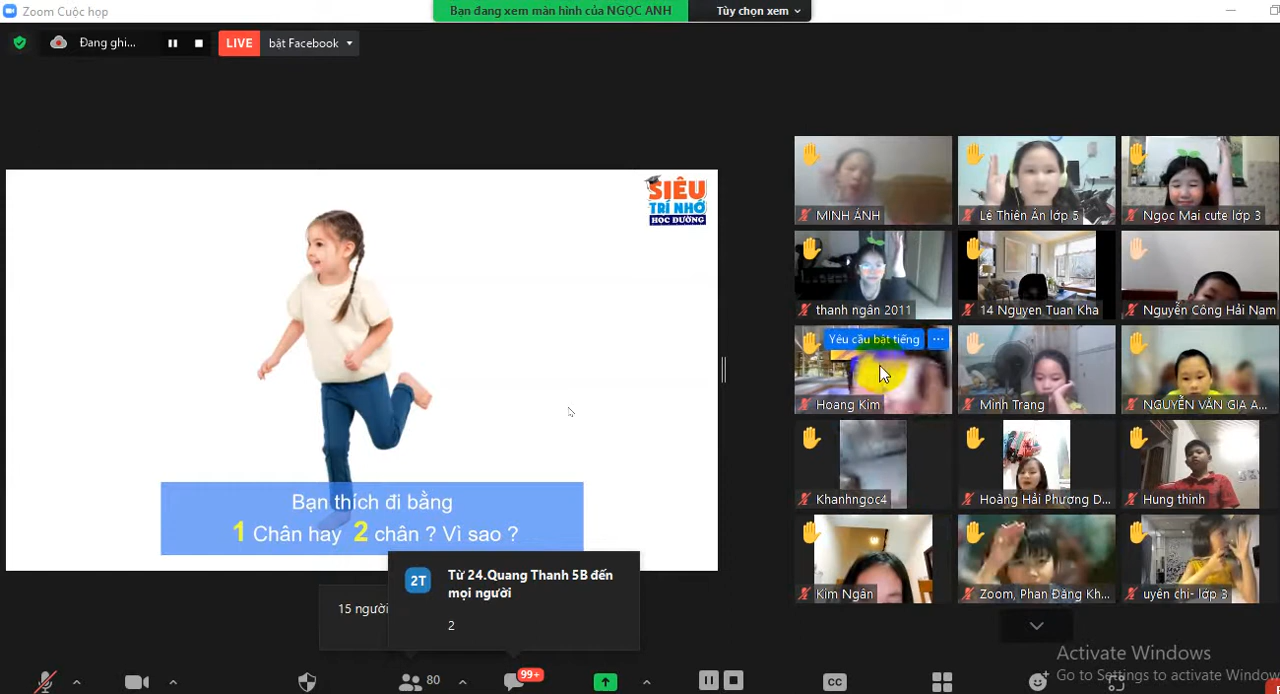 Zoom Cuộc họp
Bạn đang xem màn hình của NGỌC ANH
Tùy chọn xem
Đang ghi...
LIVE
bật Facebook
SIÊU
TRÍ NHỚ
HỌC ĐƯỜNG
Bạn thích đi bằng
1 Chân hay 2 chân ? Vì sao ?
MINH ÁNH
Lê Thiên Ân lớp 5
Ngọc Mai cute lớp 3
thanh ngân 2011
14 Nguyen Tuan Kha
Nguyễn Công Hải Nam
Yêu cầu bật tiếng
Hoang Kim
Minh Trang
NGUYỄN VĂN GIA A...
Khanhngoc4
Hoàng Hải Phương D...
Hung thinh
Kim Ngân
Zoom, Phan Đăng Kh...
uyển chi- lớp 3
15 người
2T
Từ 24.Quang Thanh 5B đến
mọi người
2
80
99+
CC
Activate Windows
Go to Settings to activate Windows